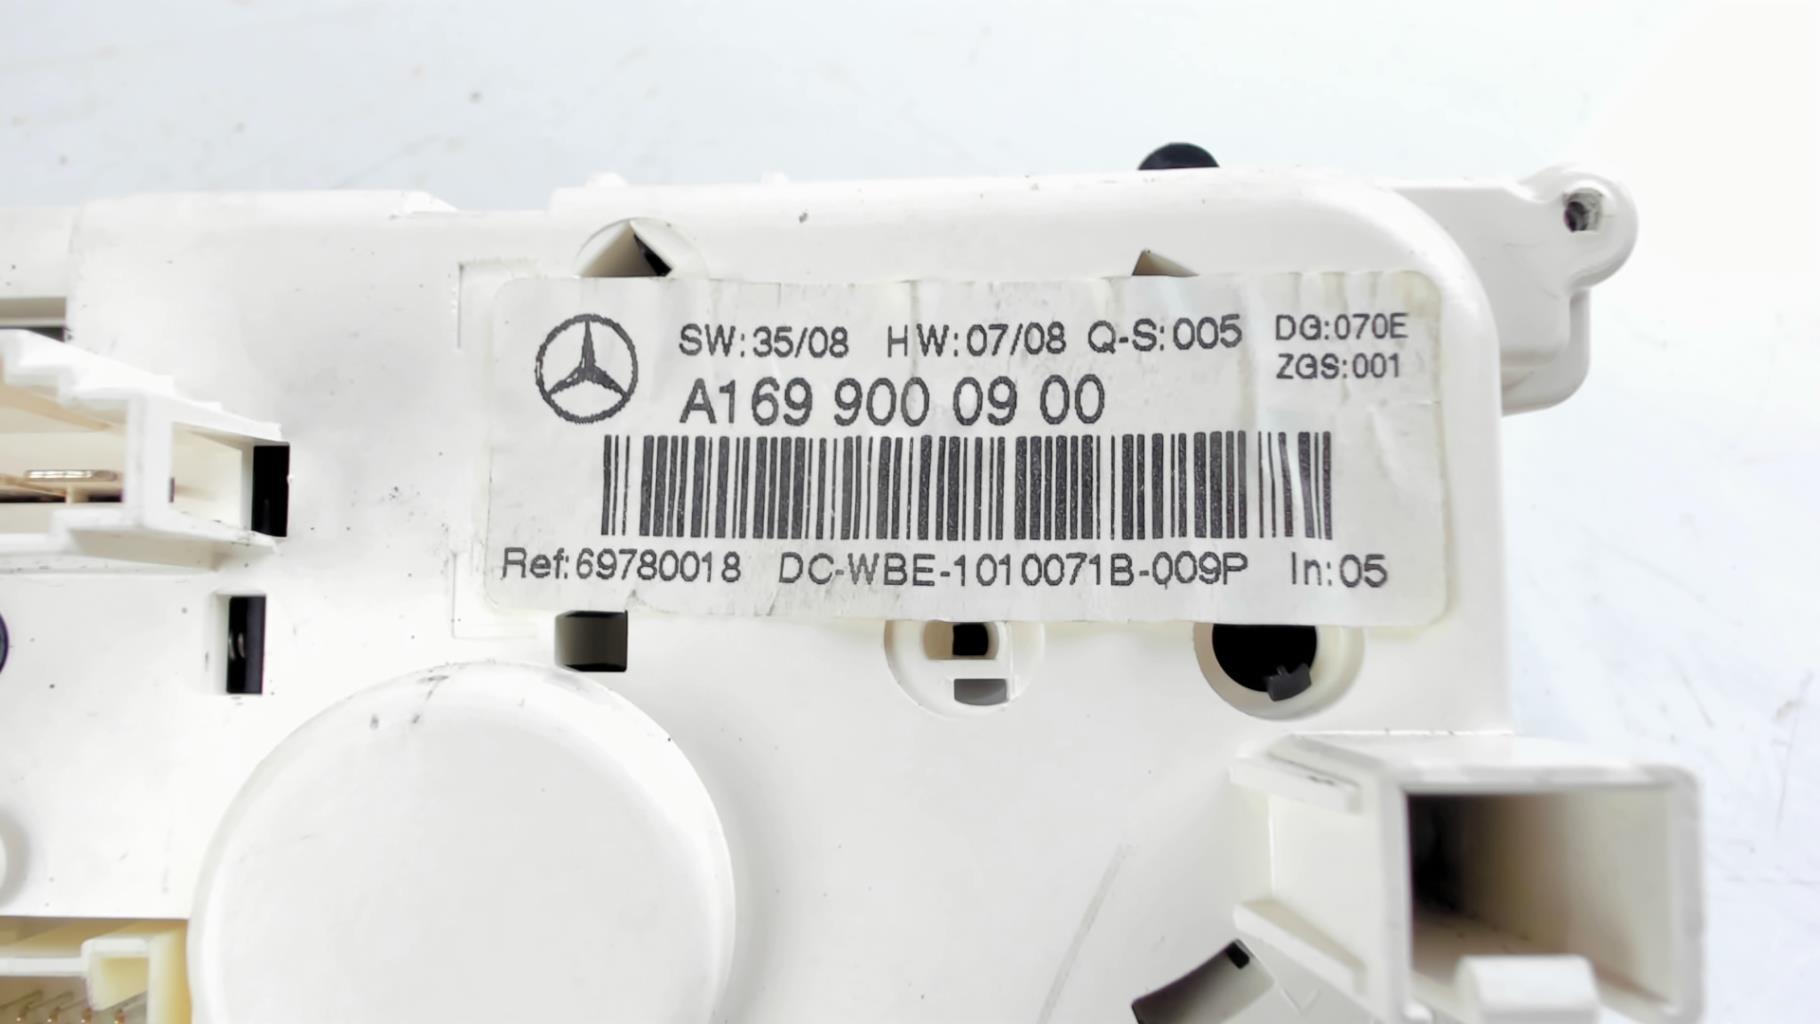 SW:35/08 HW:07/08 Q-S:005 DG:070E
ZGS:001
A169 900 09 00
Ref:69780018 DC-WBE-1010071B-009P In:05